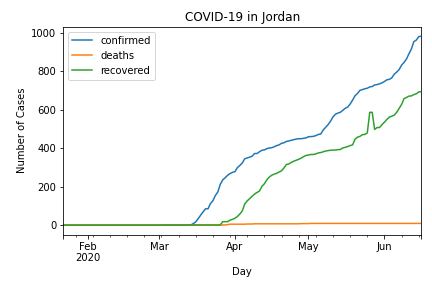 COVID-19 in Jordan
confirmed
deaths
recovered
Number of Cases
1000
800
600
400
200
0
Feb Mar Apr May Jun
2020
Day